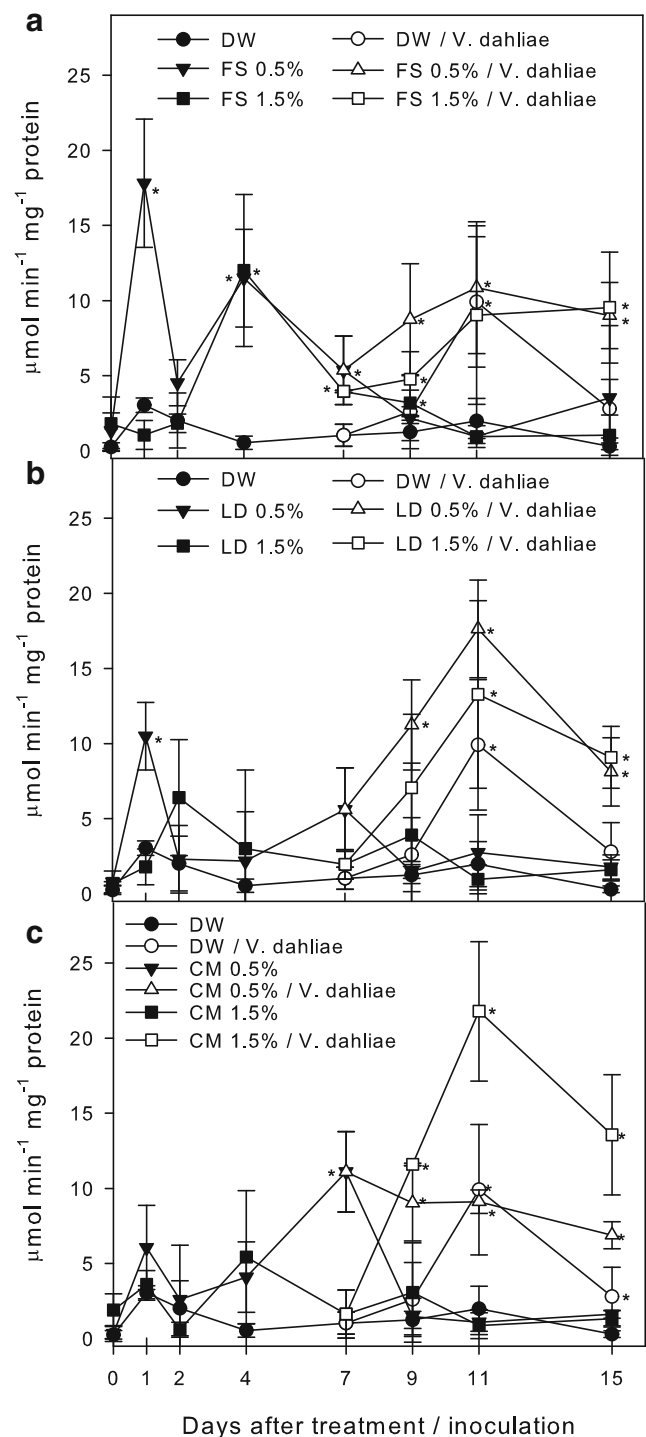 a
DW
DW / V. dahliae
FS 0.5%
FS 0.5% / V. dahliae
FS 1.5%
FS 1.5% / V. dahliae
25
20
15
10
5
0
µmol min-1 mg-1 protein
b
DW
DW / V. dahliae
LD 0.5%
LD 0.5% / V. dahliae
LD 1.5%
LD 1.5% / V. dahliae
25
20
15
10
5
0
µmol min-1 mg-1 protein
c
DW
DW / V. dahliae
CM 0.5%
CM 0.5% / V. dahliae
CM 1.5%
CM 1.5% / V. dahliae
25
20
15
10
5
0
µmol min-1 mg-1 protein
0 1 2 4 7 9 11 15
Days after treatment / inoculation